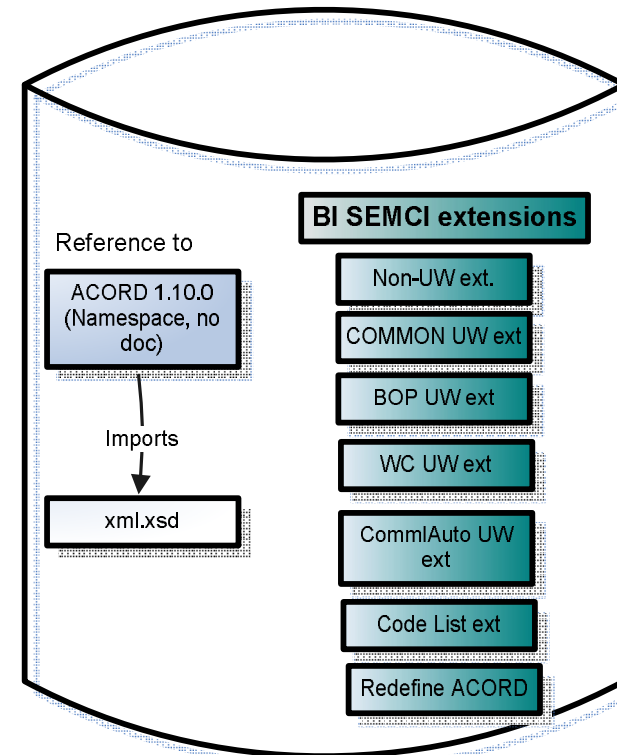 Reference to
ACORD 1.10.0
(Namespace, no
doc)
Imports
xml.xsd
BI SEMCI extensions
Non-UW ext.
COMMON UW ext
BOP UW ext
WC UW ext
CommlAuto UW
ext
Code List ext
Redefine ACORD